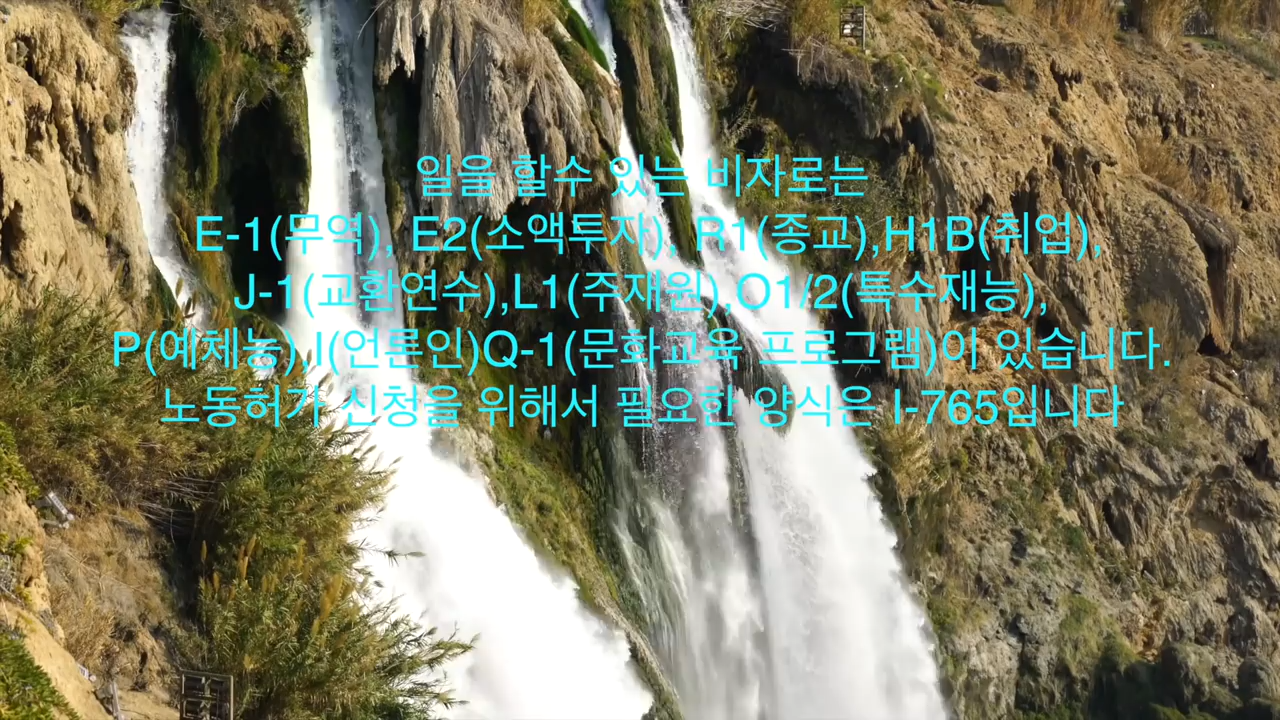 일을 할수 있는 비자로는
E-1(무역), E2(소액투자), R1(종교),H1B(취업),
J-1(교환연수),L1(주재원),O1/2(특수재능),
P(예체능),I(언론인)Q-1(문화교육 프로그램)이 있습니다.
노동허가 신청을 위해서 필요한 양식은 I-765입니다